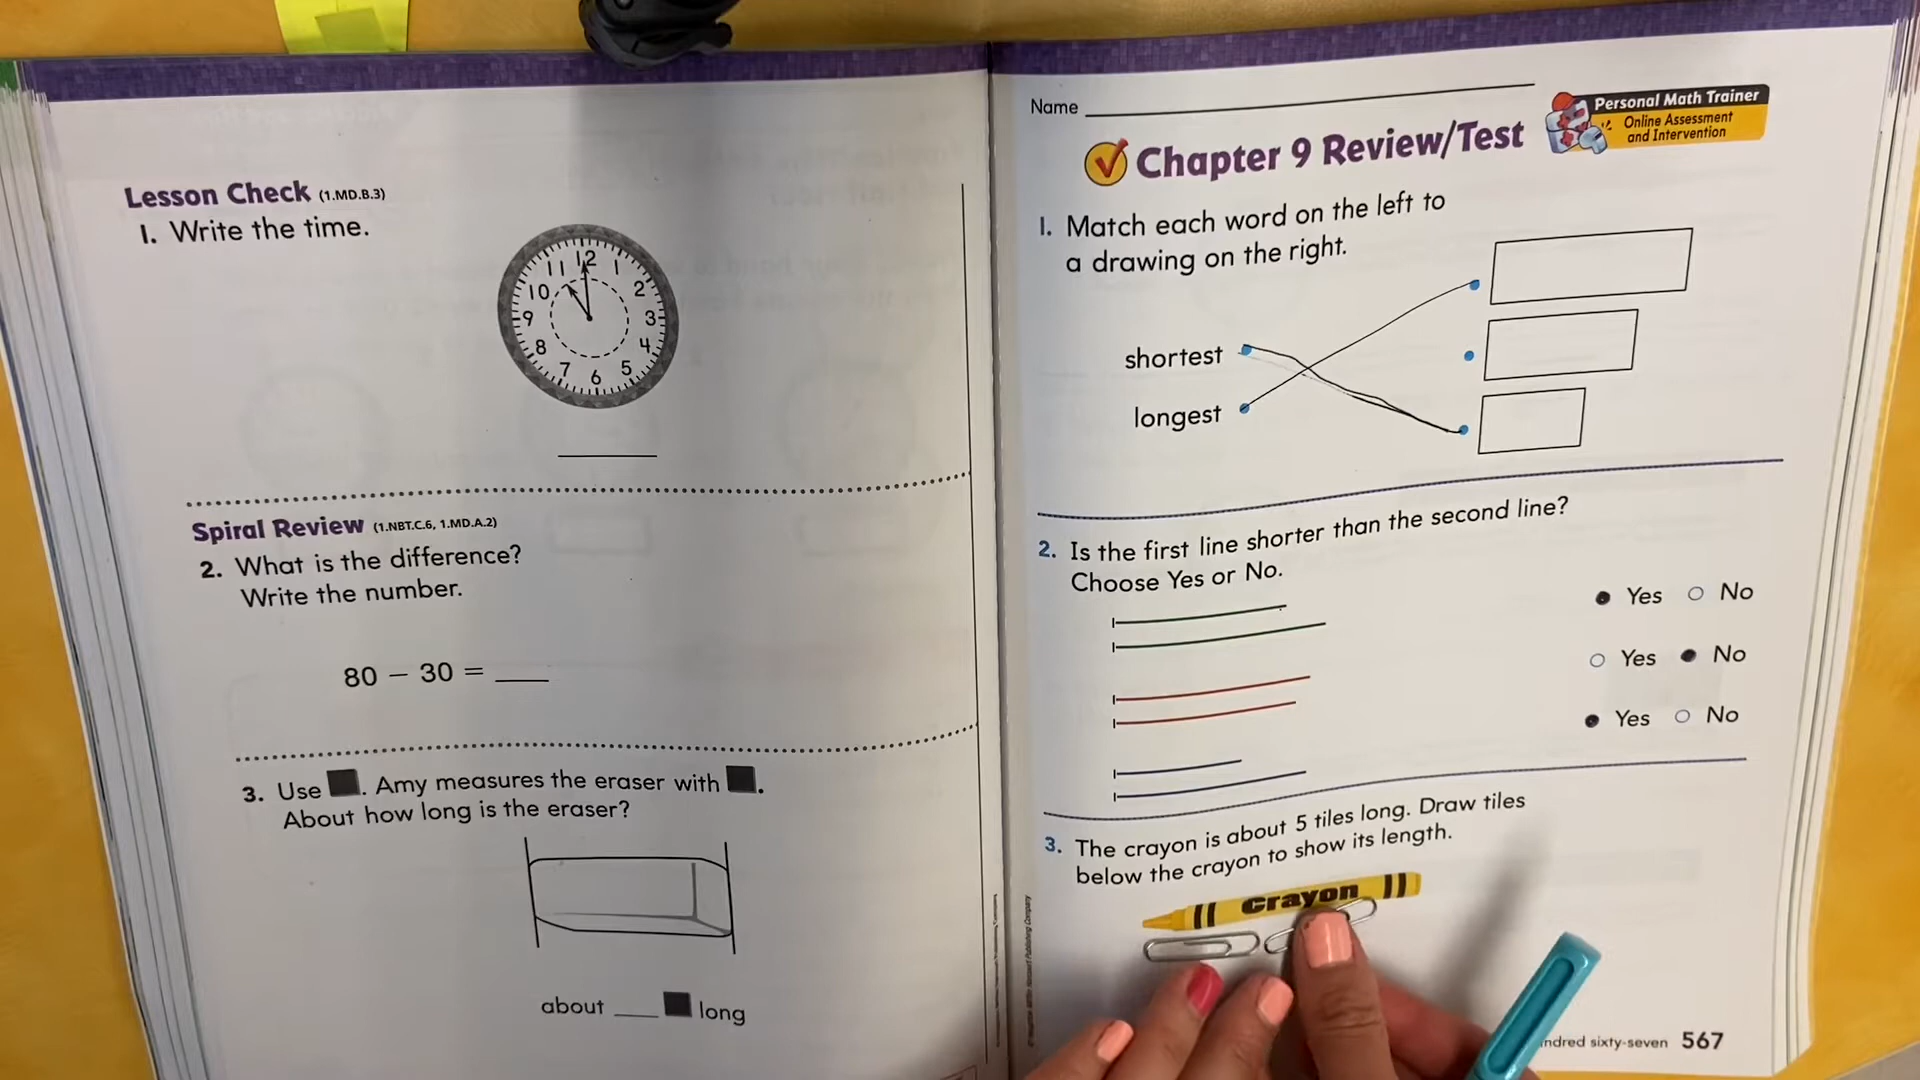 Lesson Check (1.MD.B.3)
1. Write the time.
12
11 1
10 2
9 3
8 4
7 5
6
Spiral Review (1.NBT.C.6, 1.MD.A.2)
2. What is the difference?
Write the number.
80 − 30 = ____
3. Use . Amy measures the eraser with .
About how long is the eraser?
about ____ long
Name
Personal Math Trainer
Online Assessment
and Intervention
Chapter 9 Review/Test
1. Match each word on the left to
a drawing on the right.
shortest
longest
2. Is the first line shorter than the second line?
Choose Yes or No.
Yes No
Yes No
Yes No
3. The crayon is about 5 tiles long. Draw tiles
below the crayon to show its length.
Crayon
sixty-seven 567